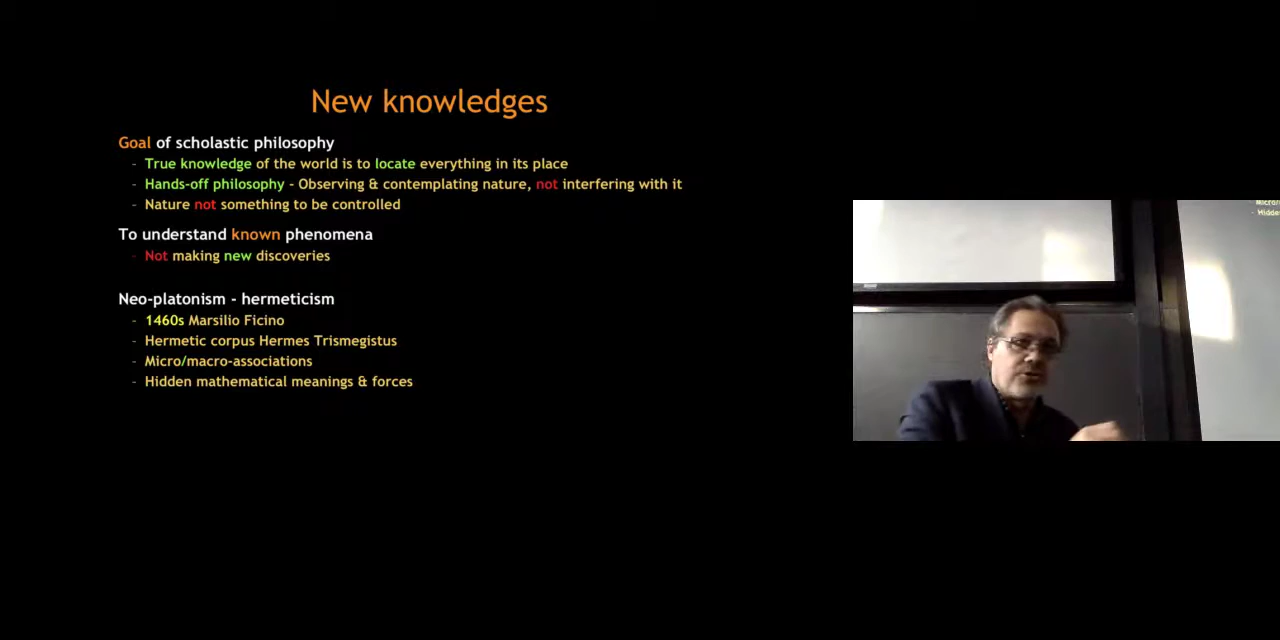 New knowledges
Goal of scholastic philosophy
- True knowledge of the world is to locate everything in its place
- Hands-off philosophy - Observing & contemplating nature, not interfering with it
- Nature not something to be controlled
To understand known phenomena
- Not making new discoveries
Neo-platonism - hermeticism
- 1460s Marsilio Ficino
- Hermetic corpus Hermes Trismegistus
- Micro/macro-associations
- Hidden mathematical meanings & forces